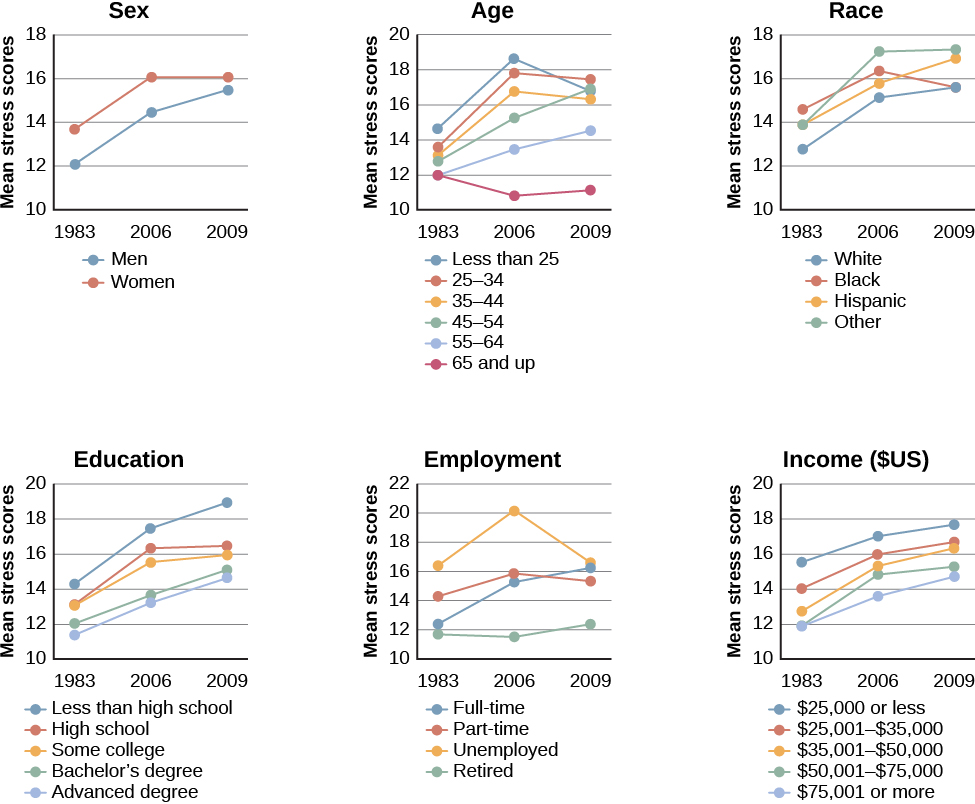 Sex
Mean stress scores
18
16
14
12
10
1983 2006 2009
Men
Women
Age
Mean stress scores
20
18
16
14
12
10
1983 2006 2009
Less than 25
25–34
35–44
45–54
55–64
65 and up
Race
Mean stress scores
18
16
14
12
10
1983 2006 2009
White
Black
Hispanic
Other
Education
Mean stress scores
20
18
16
14
12
10
1983 2006 2009
Less than high school
High school
Some college
Bachelor’s degree
Advanced degree
Employment
Mean stress scores
22
20
18
16
14
12
10
1983 2006 2009
Full-time
Part-time
Unemployed
Retired
Income ($US)
Mean stress scores
20
18
16
14
12
10
1983 2006 2009
$25,000 or less
$25,001–$35,000
$35,001–$50,000
$50,001–$75,000
$75,001 or more